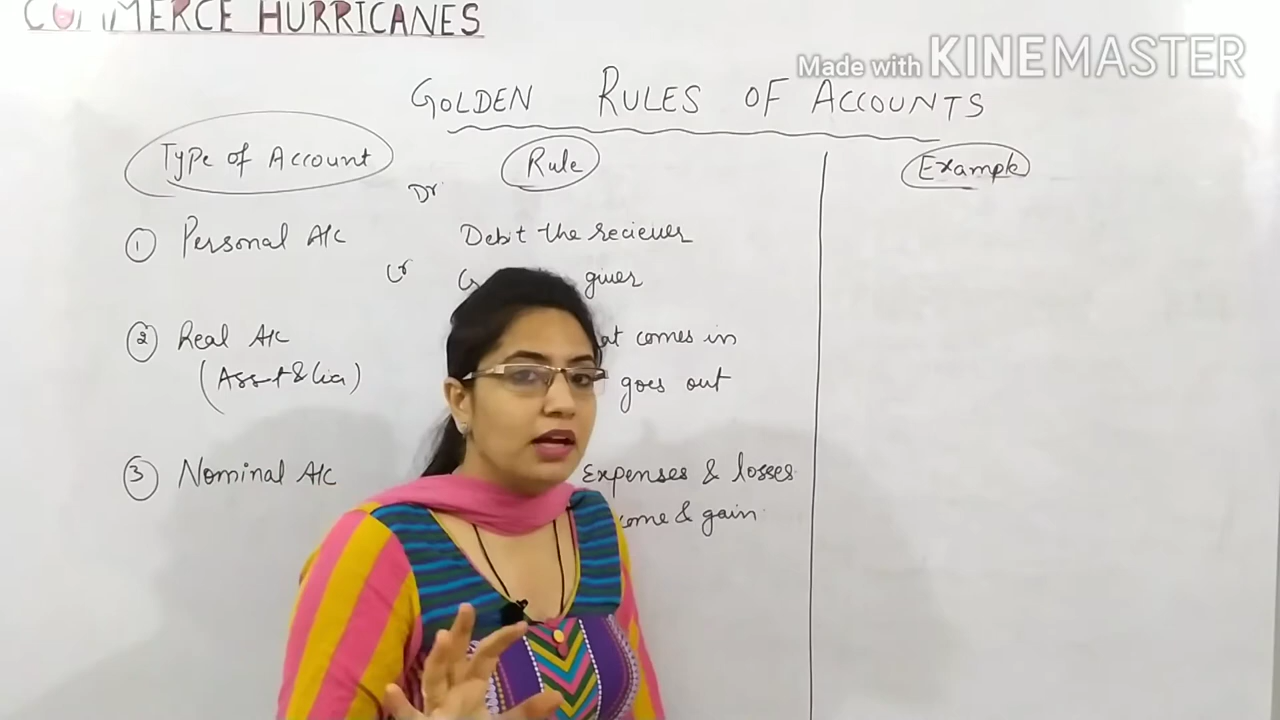 COMMERCE HURRICANES
Made with KINEMASTER
GOLDEN RULES OF ACCOUNTS
Type of Account
Rule
Example
Dr
① Personal A/c
Debit the reciever
Cr
giver
② Real A/c
comes in
(Asset & lia)
goes out
③ Nominal A/c
Expenses & losses
& gain